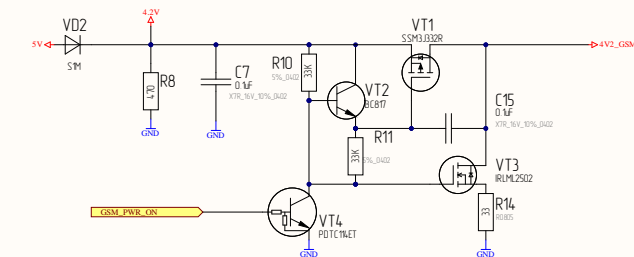 VD2
4.2V
5V
S1M
R8
470
GND
C7
0.1uF
X7R_16V_10%_0402
GND
R10
5%_0402
33K
VT2
BC817
VT1
SSM3J332R
4V2_GSM
C15
0.1uF
X7R_16V_10%_0402
R11
33K
5%_0402
VT3
IRLML2502
GSM_PWR_ON
VT4
PDTC114ET
GND
R14
33
R0805
GND